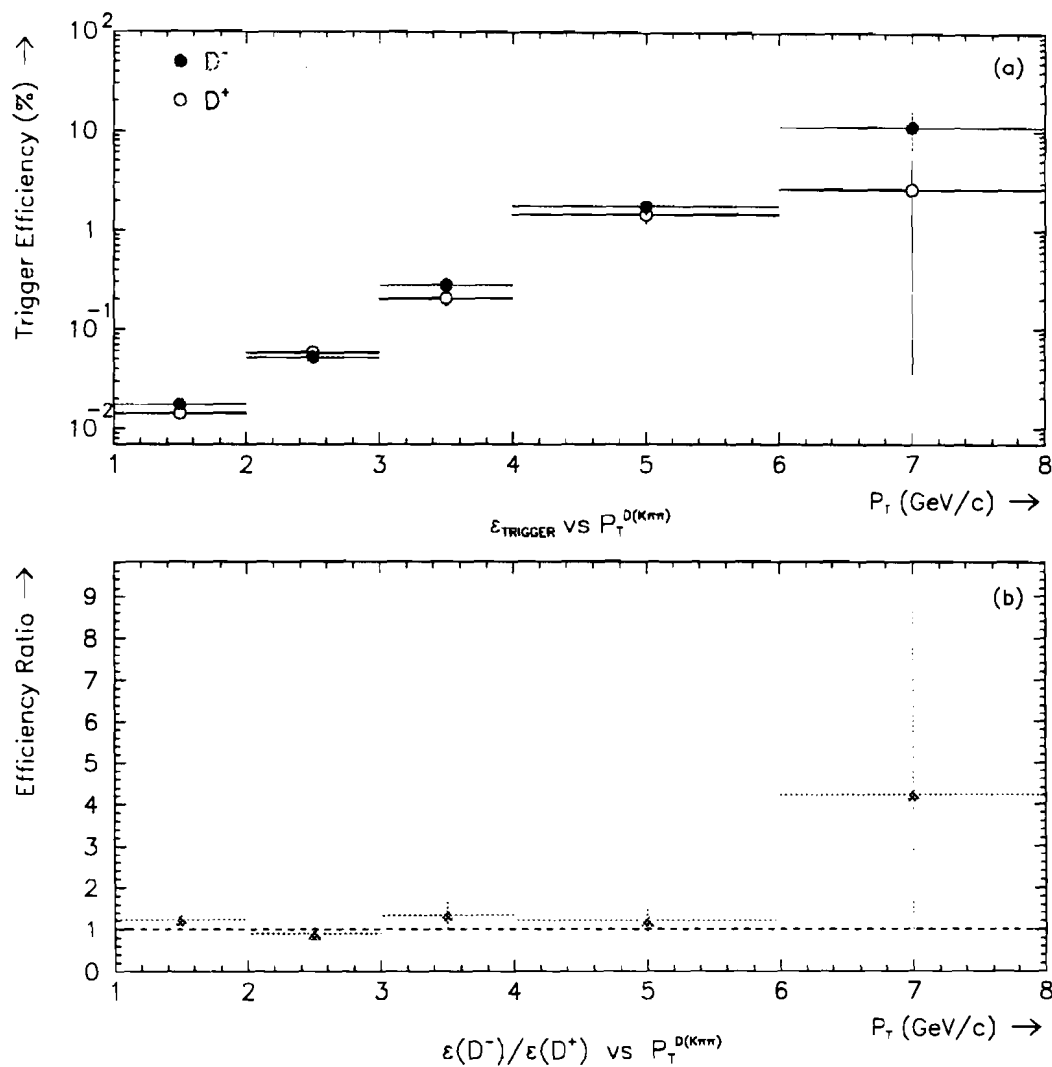 Trigger Efficiency (%) →
10²
10
1
10⁻¹
10⁻²
● D⁻
○ D⁺
(a)
1 2 3 4 5 6 7 8
P_T (GeV/c) →
ε_TRIGGER vs P_T^D(Kππ)
Efficiency Ratio →
9
8
7
6
5
4
3
2
1
0
(b)
1 2 3 4 5 6 7 8
P_T (GeV/c) →
ε(D⁻)/ε(D⁺) vs P_T^D(Kππ)